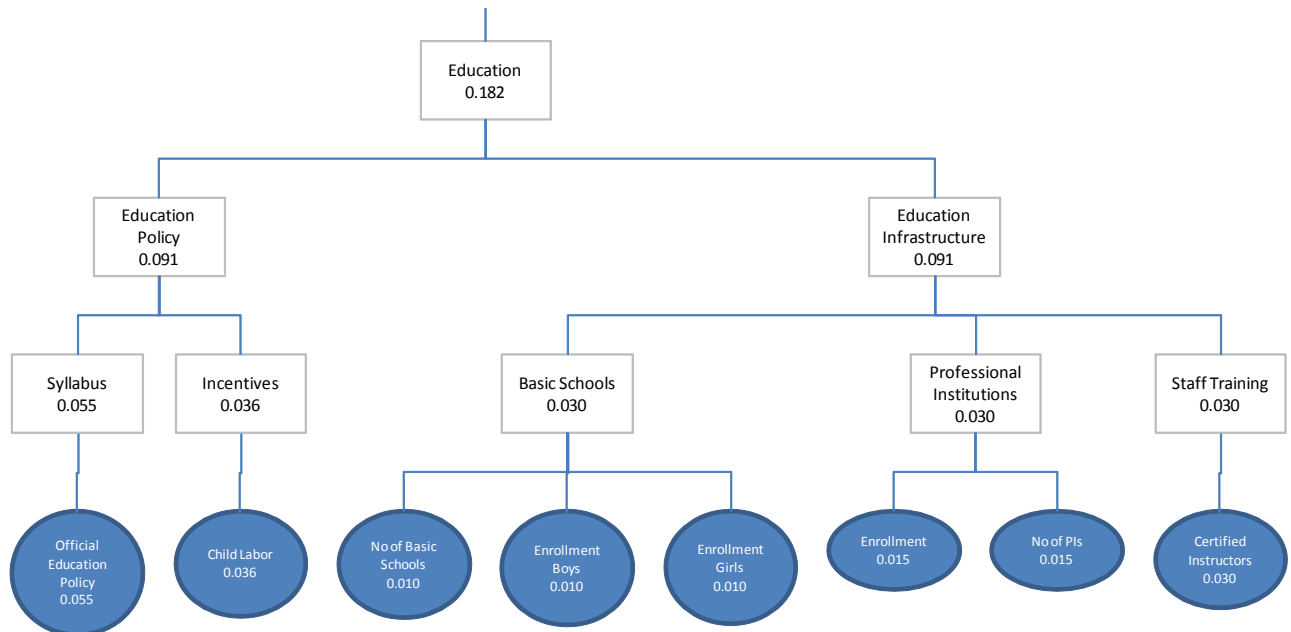 Education
0.182
Education
Policy
0.091
Education
Infrastructure
0.091
Syllabus
0.055
Incentives
0.036
Basic Schools
0.030
Professional
Institutions
0.030
Staff Training
0.030
Official
Education
Policy
0.055
Child Labor
0.036
No of Basic
Schools
0.010
Enrollment
Boys
0.010
Enrollment
Girls
0.010
Enrollment
0.015
No of PIs
0.015
Certified
Instructors
0.030